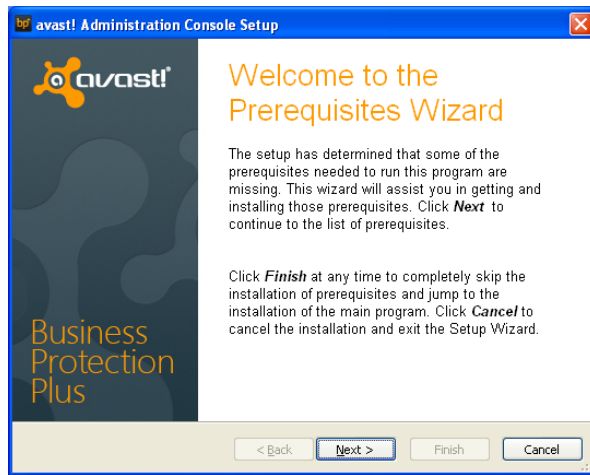 bp avast! Administration Console Setup
avast!
Welcome to the
Prerequisites Wizard
The setup has determined that some of the
prerequisites needed to run this program are
missing. This wizard will assist you in getting and
installing those prerequisites. Click Next to
continue to the list of prerequisites.
Click Finish at any time to completely skip the
installation of prerequisites and jump to the
installation of the main program. Click Cancel to
cancel the installation and exit the Setup Wizard.
Business
Protection
Plus
< Back Next > Finish Cancel